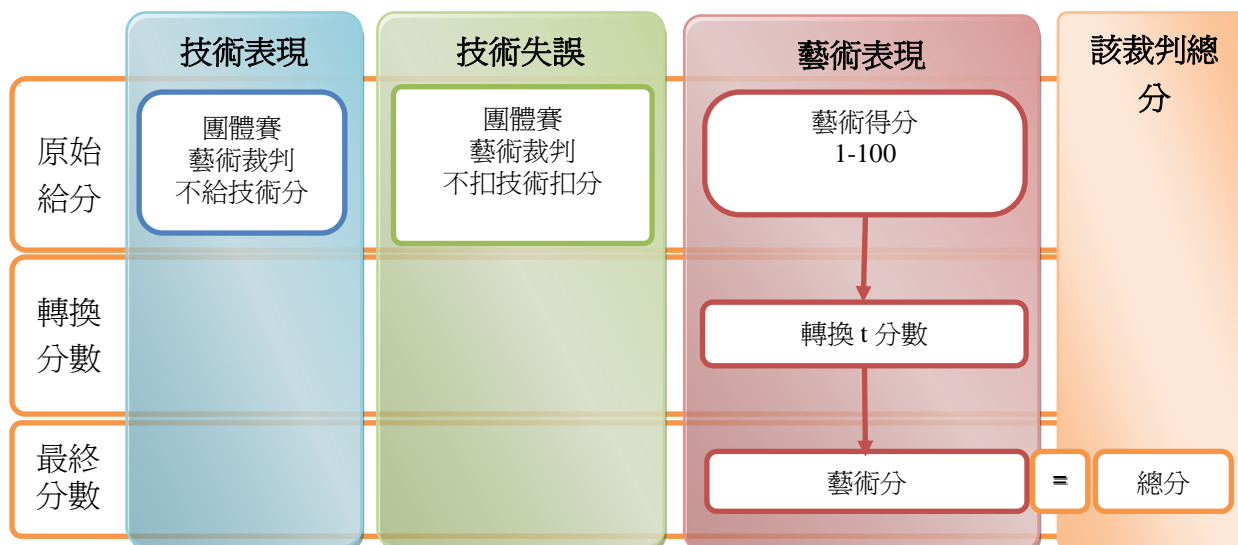 技術表現
技術失誤
藝術表現
該裁判總
分
原始
給分
團體賽
藝術裁判
不給技術分
團體賽
藝術裁判
不扣技術扣分
藝術得分
1-100
轉換
分數
轉換 t 分數
最終
分數
藝術分
=
總分